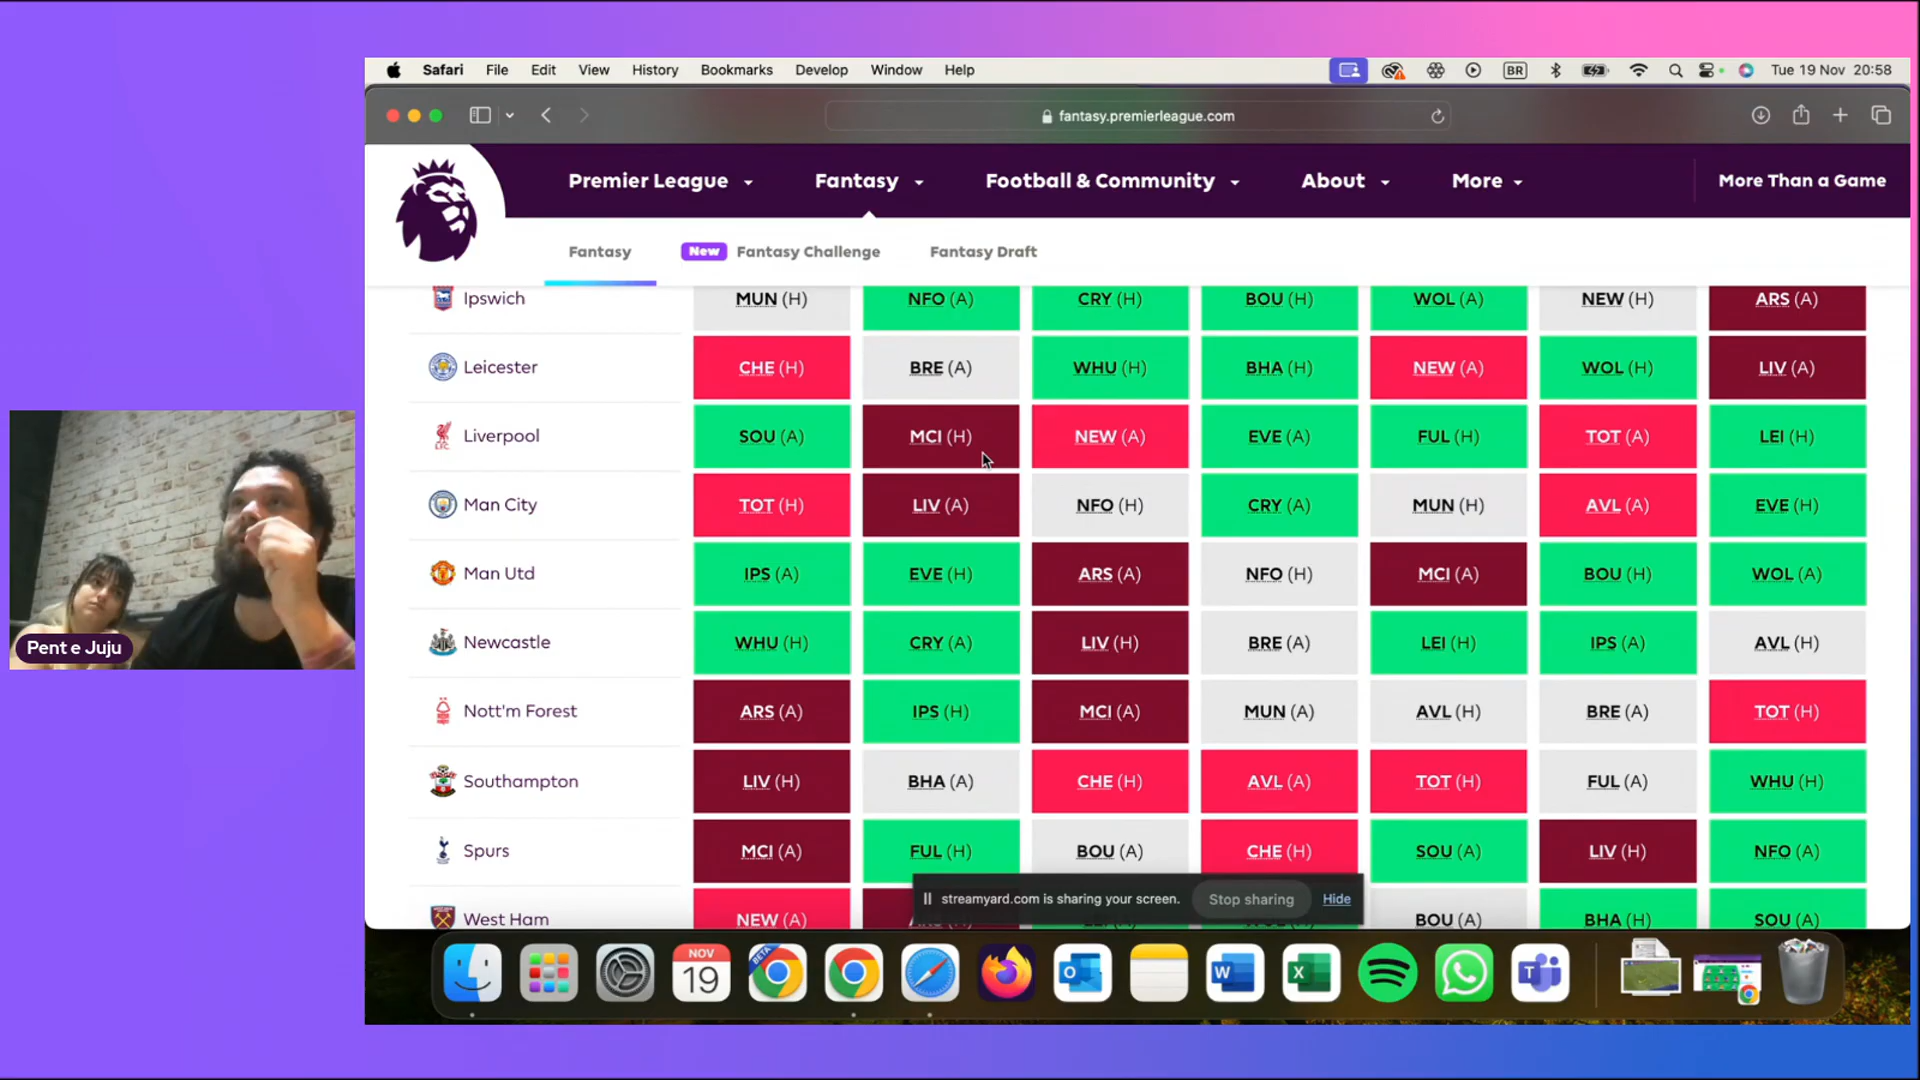 Safari File Edit View History Bookmarks Develop Window Help BR Tue 19 Nov 20:58
fantasy.premierleague.com
Premier League Fantasy Football & Community About More More Than a Game
Fantasy New Fantasy Challenge Fantasy Draft
Ipswich MUN (H) NFO (A) CRY (H) BOU (H) WOL (A) NEW (H) ARS (A)
Leicester CHE (H) BRE (A) WHU (H) BHA (H) NEW (A) WOL (H) LIV (A)
Liverpool SOU (A) MCI (H) NEW (A) EVE (A) FUL (H) TOT (A) LEI (H)
Man City TOT (H) LIV (A) NFO (H) CRY (A) MUN (H) AVL (A) EVE (H)
Man Utd IPS (A) EVE (H) ARS (A) NFO (H) MCI (A) BOU (H) WOL (A)
Newcastle WHU (H) CRY (A) LIV (H) BRE (A) LEI (H) IPS (A) AVL (H)
Nott'm Forest ARS (A) IPS (H) MCI (A) MUN (A) AVL (H) BRE (A) TOT (H)
Southampton LIV (H) BHA (A) CHE (H) AVL (A) TOT (H) FUL (A) WHU (H)
Spurs MCI (A) FUL (H) BOU (A) CHE (H) SOU (A) LIV (H) NFO (A)
West Ham NEW (A) BOU (A) BHA (H) SOU (A)
streamyard.com is sharing your screen. Stop sharing Hide
Pent e Juju
BETA
NOV
19